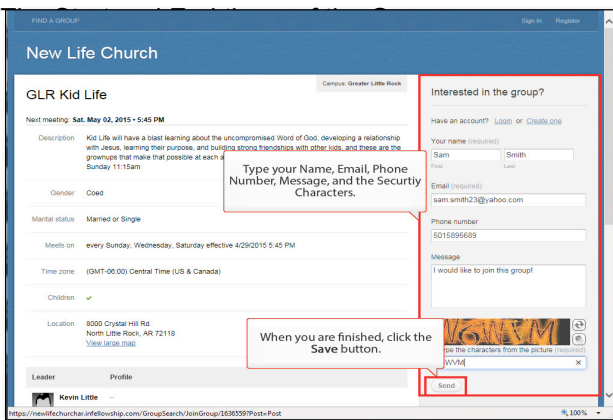 FIND A GROUP
Sign In Register
New Life Church
Campus: Greater Little Rock
GLR Kid Life
Next meeting: Sat. May 02, 2015 • 5:45 PM
Description Kid Life will have a blast learning about the uncompromised Word of God, developing a relationship
with Jesus, learning their purpose, and building strong friendships with other kids, and these are the
grownups that make that possible at each a
Sunday 11:15am
Gender Coed
Marital status Married or Single
Meets on every Sunday, Wednesday, Saturday effective 4/29/2015 5:45 PM
Time zone (GMT-06:00) Central Time (US & Canada)
Children ✓
Location 8000 Crystal Hill Rd.
North Little Rock, AR 72118
View large map
Leader Profile
Kevin Little --
Type your Name, Email, Phone
Number, Message, and the Securtiy
Characters.
When you are finished, click the
Save button.
Interested in the group?
Have an account? Login or Create one
Your name (required)
Sam Smith
First Last
Email (required)
sam.smith23@yahoo.com
Phone number
5015895689
Message
I would like to join this group!
the characters from the picture (required)
Send
https://newlifechurchar.infellowship.com/GroupSearch/JoinGroup/1636559?Post=Post
100%